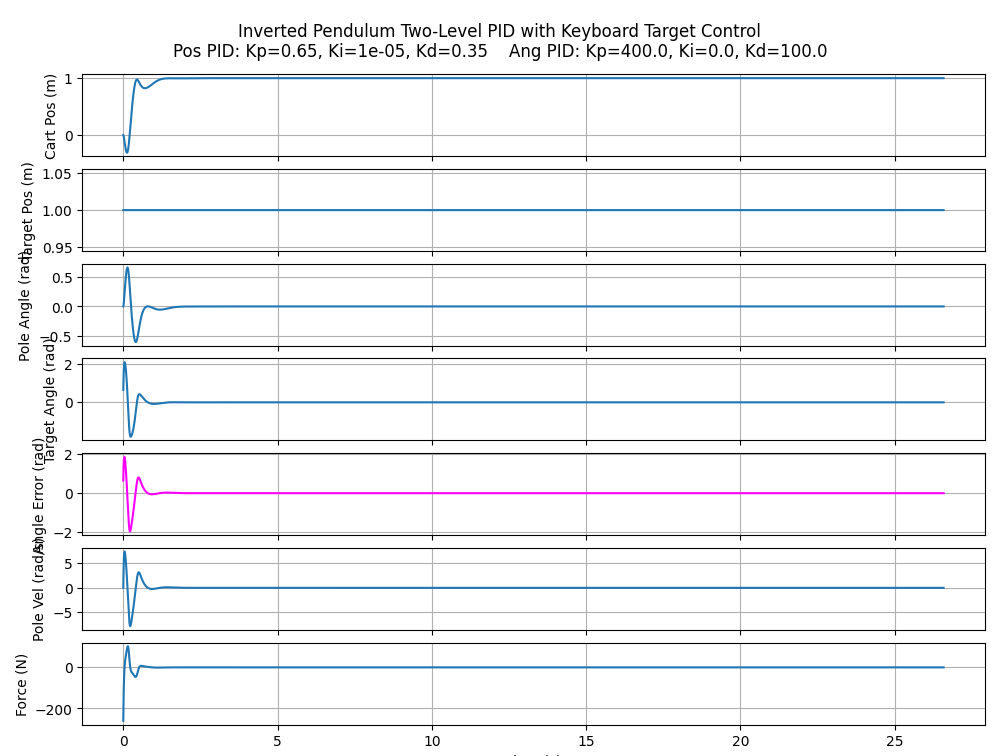 Inverted Pendulum Two-Level PID with Keyboard Target Control
Pos PID: Kp=0.65, Ki=1e-05, Kd=0.35    Ang PID: Kp=400.0, Ki=0.0, Kd=100.0
Cart Pos (m)
1
0
Target Pos (m)
1.05
1.00
0.95
Pole Angle (rad)
0.5
0.0
−0.5
Target Angle (rad)
2
0
Angle Error (rad)
2
0
−2
Pole Vel (rad/s)
5
0
−5
Force (N)
0
−200
0
5
10
15
20
25